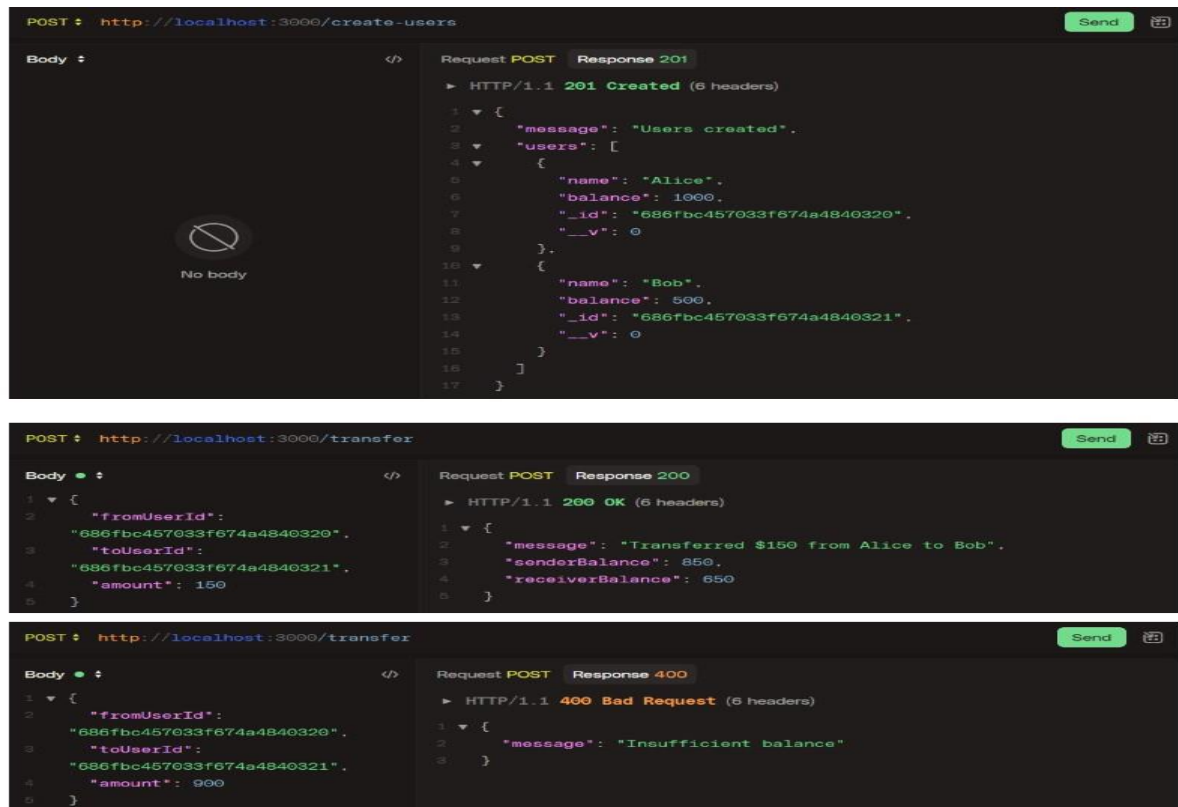 POST http://localhost:3000/create-users
Send
Body
</>
Request POST Response 201
HTTP/1.1 201 Created (6 headers)
1 {
2 "message": "Users created",
3 "users": [
4 {
5 "name": "Alice",
6 "balance": 1000,
7 "_id": "686fbc457033f674a4840320",
8 "__v": 0
9 },
10 {
11 "name": "Bob",
12 "balance": 500,
13 "_id": "686fbc457033f674a4840321",
14 "__v": 0
15 }
16 ]
17 }
No body
POST http://localhost:3000/transfer
Send
Body
</>
1 {
2 "fromUserId":
"686fbc457033f674a4840320",
3 "toUserId":
"686fbc457033f674a4840321",
4 "amount": 150
5 }
Request POST Response 200
HTTP/1.1 200 OK (6 headers)
1 {
2 "message": "Transferred $150 from Alice to Bob",
3 "senderBalance": 850,
4 "receiverBalance": 650
5 }
POST http://localhost:3000/transfer
Send
Body
</>
1 {
2 "fromUserId":
"686fbc457033f674a4840320",
3 "toUserId":
"686fbc457033f674a4840321",
4 "amount": 900
5 }
Request POST Response 400
HTTP/1.1 400 Bad Request (6 headers)
1 {
2 "message": "Insufficient balance"
3 }